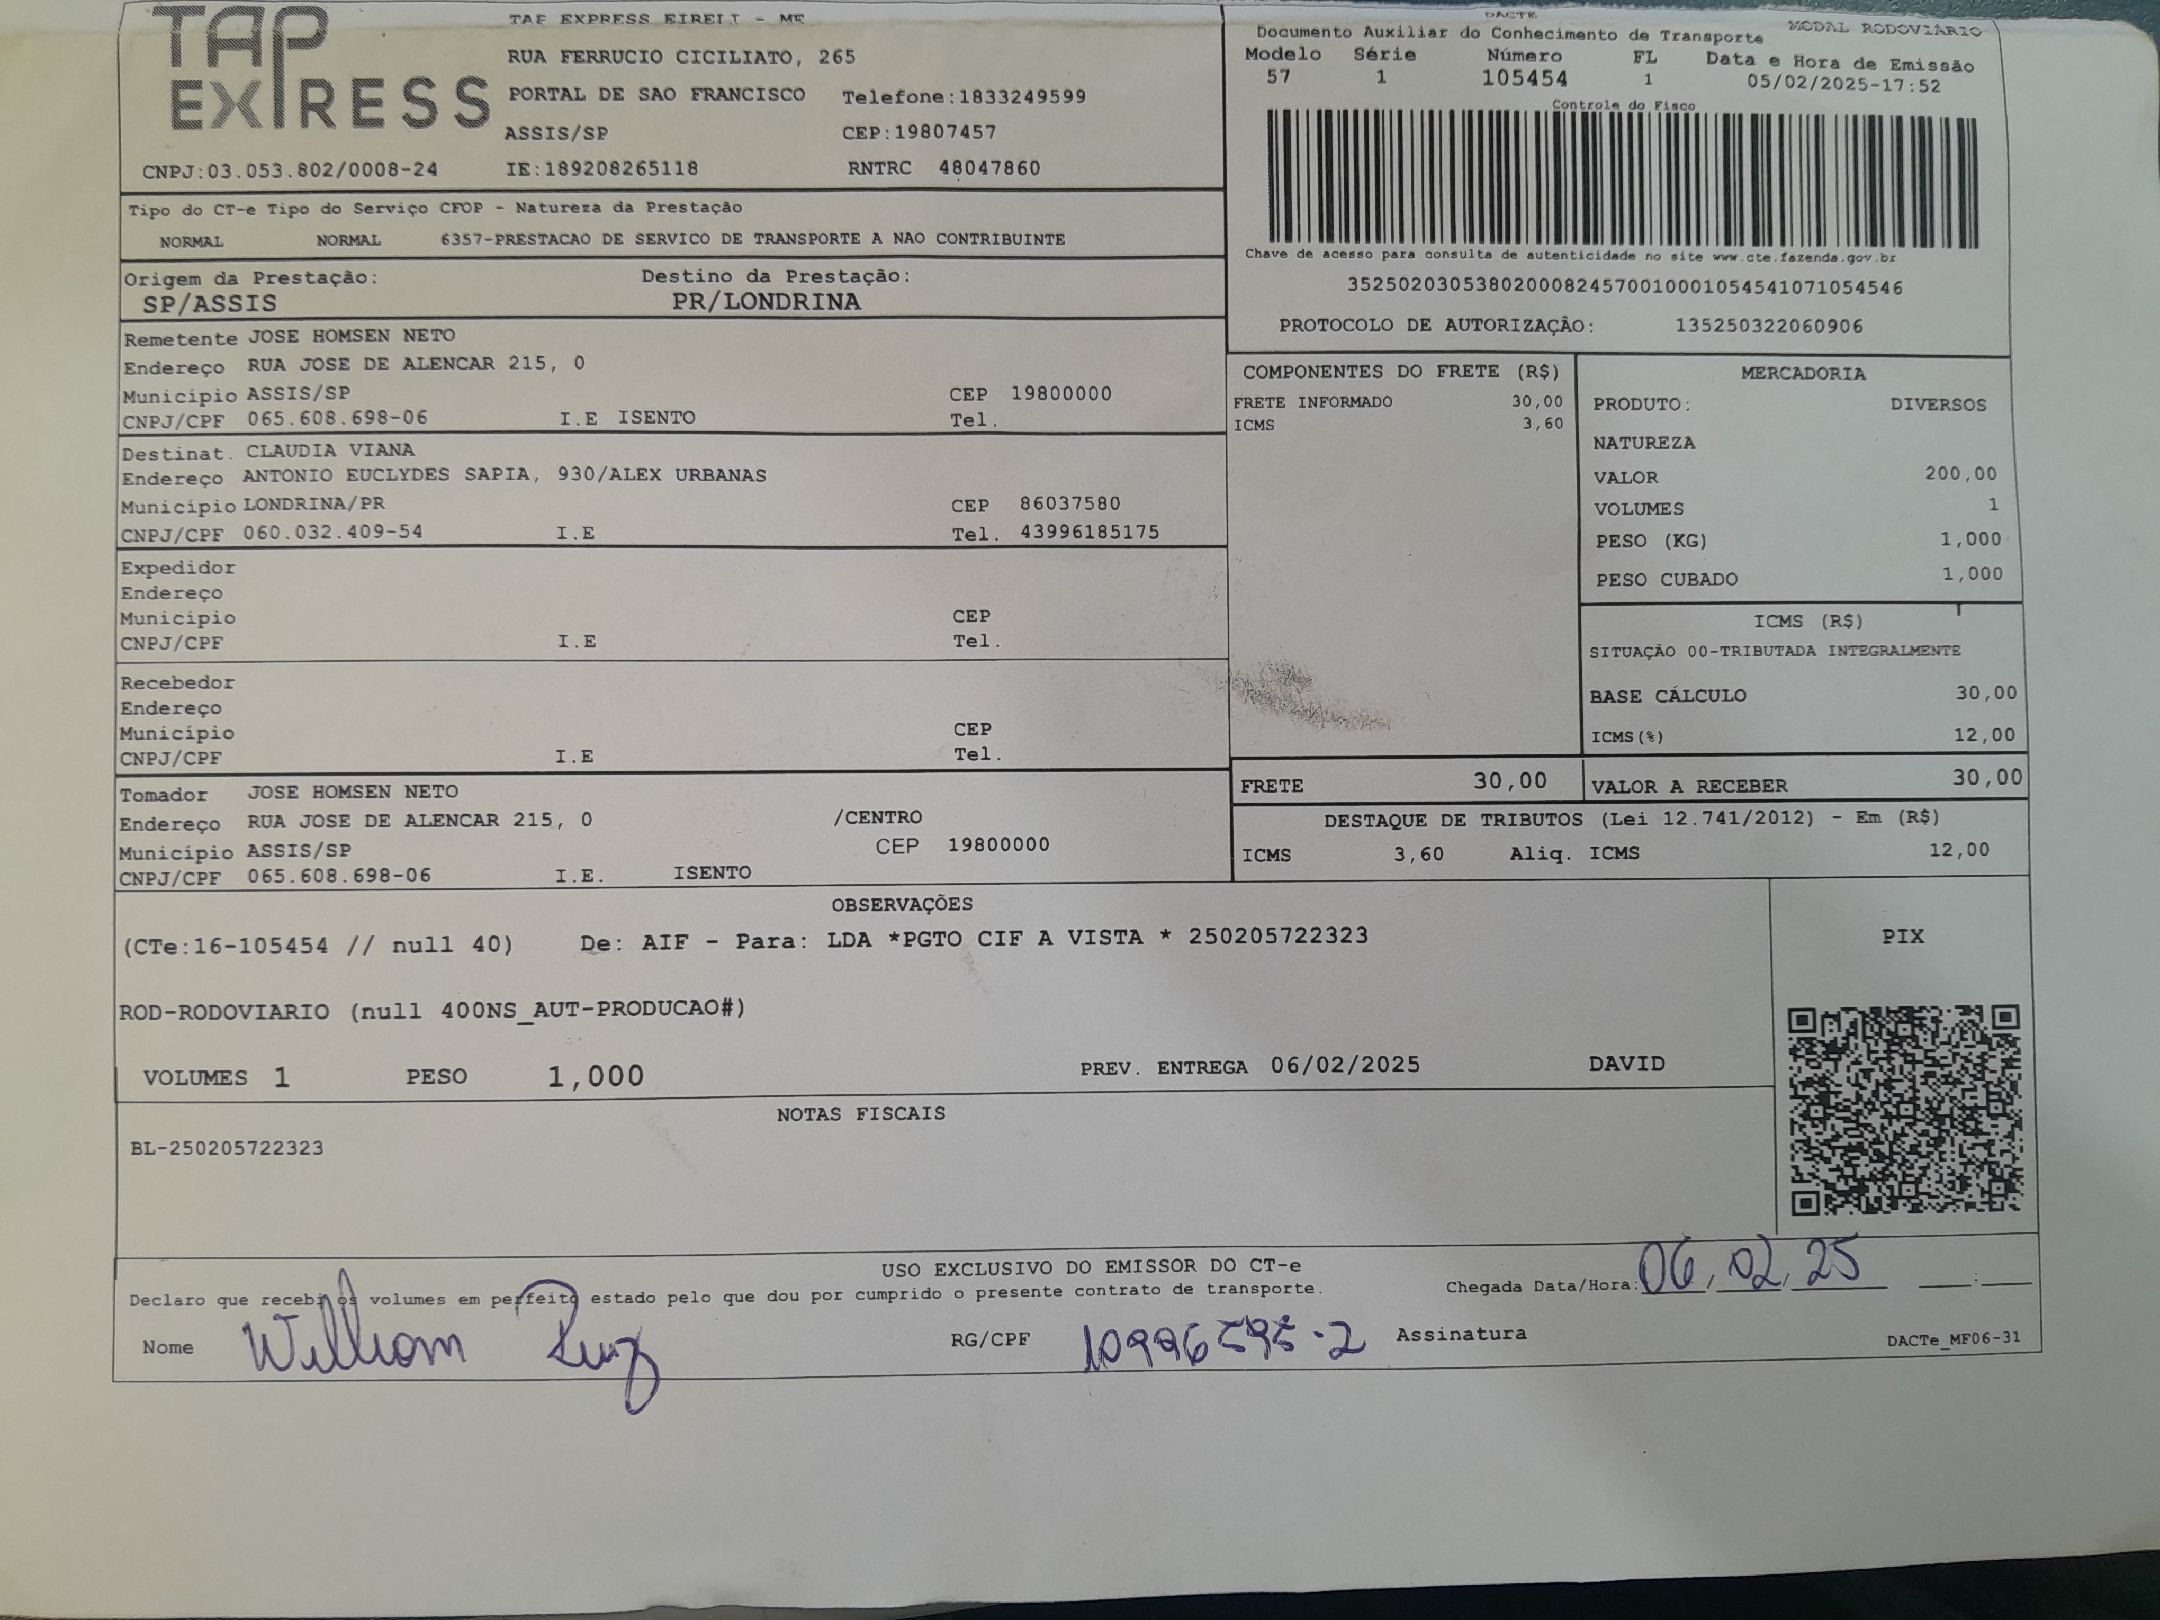 TAP EXPRESS
TAF EXPRESS EIRELI - ME
RUA FERRUCIO CICILIATO, 265
PORTAL DE SAO FRANCISCO Telefone:1833249599
ASSIS/SP CEP:19807457
CNPJ:03.053.802/0008-24 IE:189208265118 RNTRC 48047860
DACTE
Documento Auxiliar do Conhecimento de Transporte MODAL RODOVIÁRIO
Modelo Série Número FL Data e Hora de Emissão
57 1 105454 1 05/02/2025-17:52
Controle do Fisco
Chave de acesso para consulta de autenticidade no site www.cte.fazenda.gov.br
35250203053802000824570010001054541071054546
PROTOCOLO DE AUTORIZAÇÃO: 135250322060906
Tipo do CT-e Tipo do Serviço CFOP - Natureza da Prestação
NORMAL NORMAL 6357-PRESTACAO DE SERVICO DE TRANSPORTE A NAO CONTRIBUINTE
Origem da Prestação: Destino da Prestação:
SP/ASSIS PR/LONDRINA
Remetente JOSE HOMSEN NETO
Endereço RUA JOSE DE ALENCAR 215, 0
Município ASSIS/SP CEP 19800000
CNPJ/CPF 065.608.698-06 I.E ISENTO Tel.
Destinat. CLAUDIA VIANA
Endereço ANTONIO EUCLYDES SAPIA, 930/ALEX URBANAS
Município LONDRINA/PR CEP 86037580
CNPJ/CPF 060.032.409-54 I.E Tel. 43996185175
Expedidor
Endereço
Município CEP
CNPJ/CPF I.E Tel.
Recebedor
Endereço
Município CEP
CNPJ/CPF I.E Tel.
Tomador JOSE HOMSEN NETO
Endereço RUA JOSE DE ALENCAR 215, 0 /CENTRO
Município ASSIS/SP CEP 19800000
CNPJ/CPF 065.608.698-06 I.E. ISENTO
COMPONENTES DO FRETE (R$)
FRETE INFORMADO 30,00
ICMS 3,60
MERCADORIA
PRODUTO: DIVERSOS
NATUREZA
VALOR 200,00
VOLUMES 1
PESO (KG) 1,000
PESO CUBADO 1,000
ICMS (R$)
SITUAÇÃO 00-TRIBUTADA INTEGRALMENTE
BASE CÁLCULO 30,00
ICMS(%) 12,00
FRETE 30,00 VALOR A RECEBER 30,00
DESTAQUE DE TRIBUTOS (Lei 12.741/2012) - Em (R$)
ICMS 3,60 Aliq. ICMS 12,00
OBSERVAÇÕES
(CTe:16-105454 // null 40) De: AIF - Para: LDA *PGTO CIF A VISTA * 250205722323
ROD-RODOVIARIO (null 400NS_AUT-PRODUCAO#)
VOLUMES 1 PESO 1,000 PREV. ENTREGA 06/02/2025 DAVID
PIX
NOTAS FISCAIS
BL-250205722323
USO EXCLUSIVO DO EMISSOR DO CT-e
Declaro que recebi os volumes em perfeito estado pelo que dou por cumprido o presente contrato de transporte. Chegada Data/Hora: 06,02,25 __:__
Nome William Luiz RG/CPF 10996595-2 Assinatura
DACTe_MF06-31